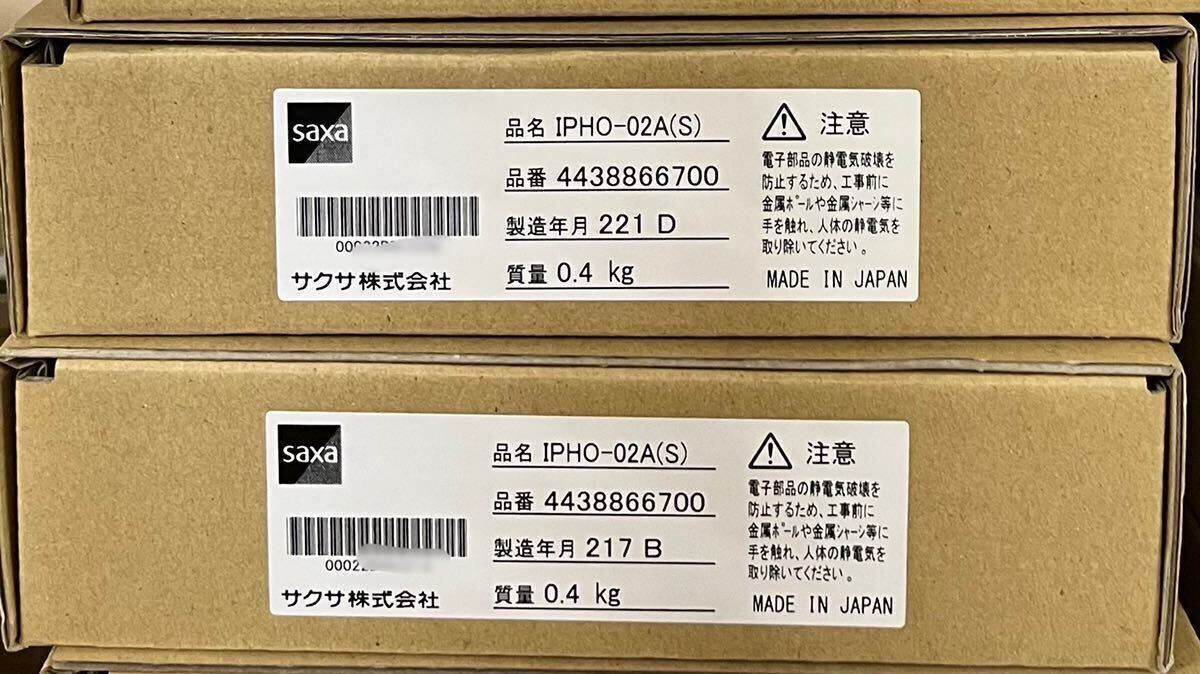 saxa
サクサ株式会社
品名 IPHO-02A(S)
品番 4438866700
製造年月 221 D
質量 0.4 kg
注意
電子部品の静電気破壊を
防止するため、工事前に
金属ポールや金属シャーシ等に
手を触れ、人体の静電気を
取り除いてください。
MADE IN JAPAN
saxa
00022
サクサ株式会社
品名 IPHO-02A(S)
品番 4438866700
製造年月 217 B
質量 0.4 kg
注意
電子部品の静電気破壊を
防止するため、工事前に
金属ポールや金属シャーシ等に
手を触れ、人体の静電気を
取り除いてください。
MADE IN JAPAN